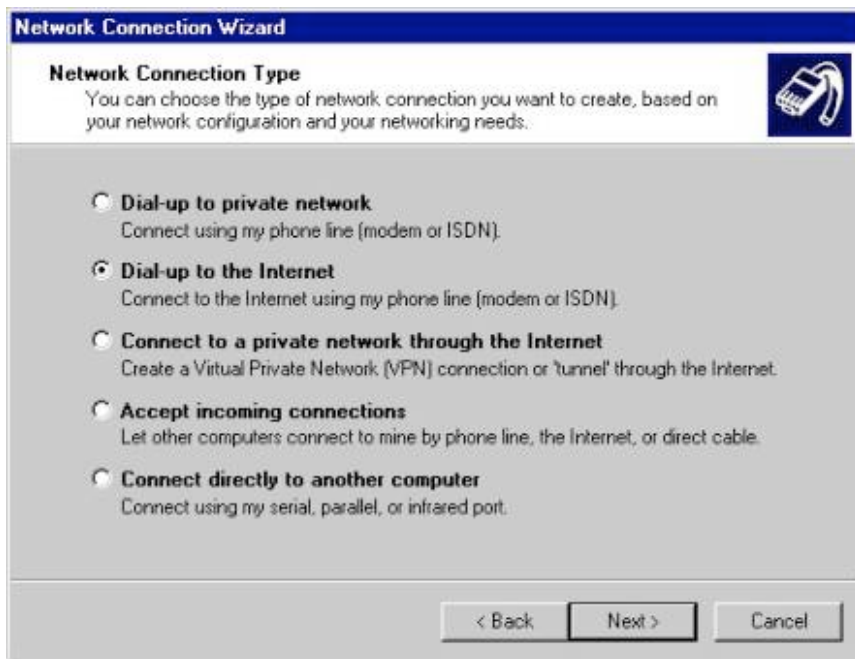 Network Connection Wizard
Network Connection Type
You can choose the type of network connection you want to create, based on
your network configuration and your networking needs.
Dial-up to private network
Connect using my phone line (modem or ISDN).
Dial-up to the Internet
Connect to the Internet using my phone line (modem or ISDN).
Connect to a private network through the Internet
Create a Virtual Private Network (VPN) connection or 'tunnel' through the Internet.
Accept incoming connections
Let other computers connect to mine by phone line, the Internet, or direct cable.
Connect directly to another computer
Connect using my serial, parallel, or infrared port.
< Back Next > Cancel